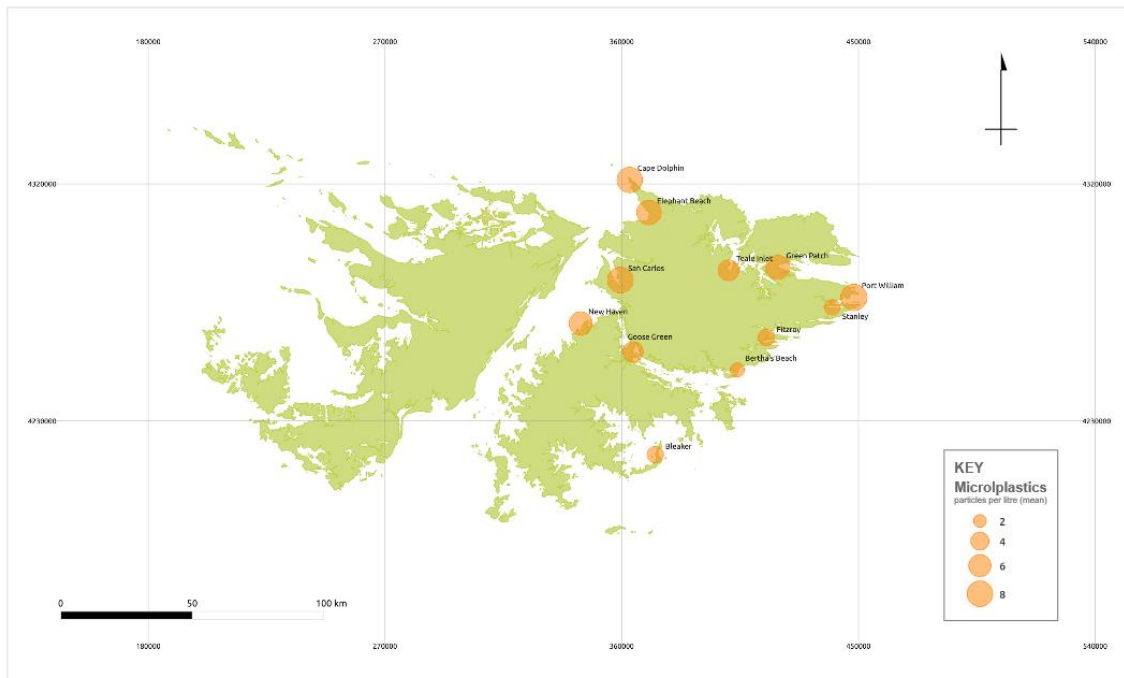 180000
270000
360000
450000
540000
Cape Dolphin
4320000
4320000
Elephant Beach
Green Patch
Teale Inlet
San Carlos
Port William
New Haven
Stanley
Fitzroy
Goose Green
Bertha's Beach
4230000
4230000
Bleaker
KEY
Microlplastics
particles per litre (mean)
2
4
6
8
0
50
100 km
180000
270000
360000
450000
540000